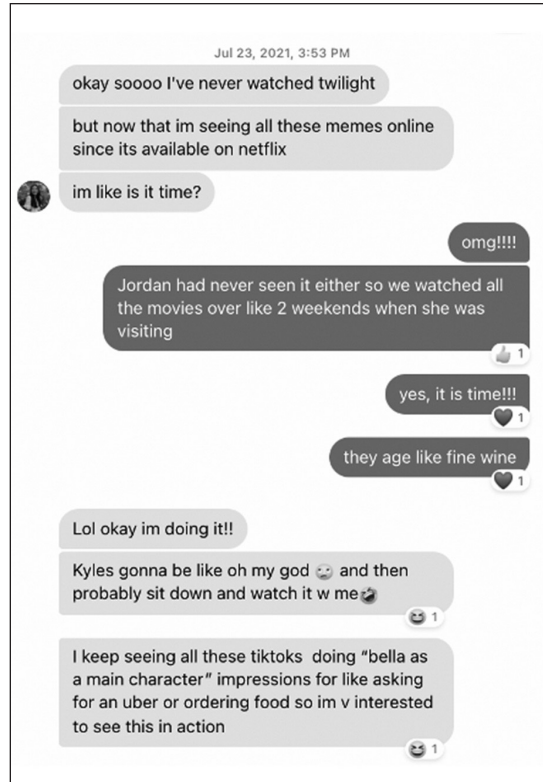 Jul 23, 2021, 3:53 PM
okay soooo I've never watched twilight
but now that im seeing all these memes online
since its available on netflix
im like is it time?
omg!!!!
Jordan had never seen it either so we watched all
the movies over like 2 weekends when she was
visiting
👍 1
yes, it is time!!!
❤ 1
they age like fine wine
❤ 1
Lol okay im doing it!!
Kyles gonna be like oh my god 🙄 and then
probably sit down and watch it w me🤣
😆 1
I keep seeing all these tiktoks doing “bella as
a main character” impressions for like asking
for an uber or ordering food so im v interested
to see this in action
😆 1